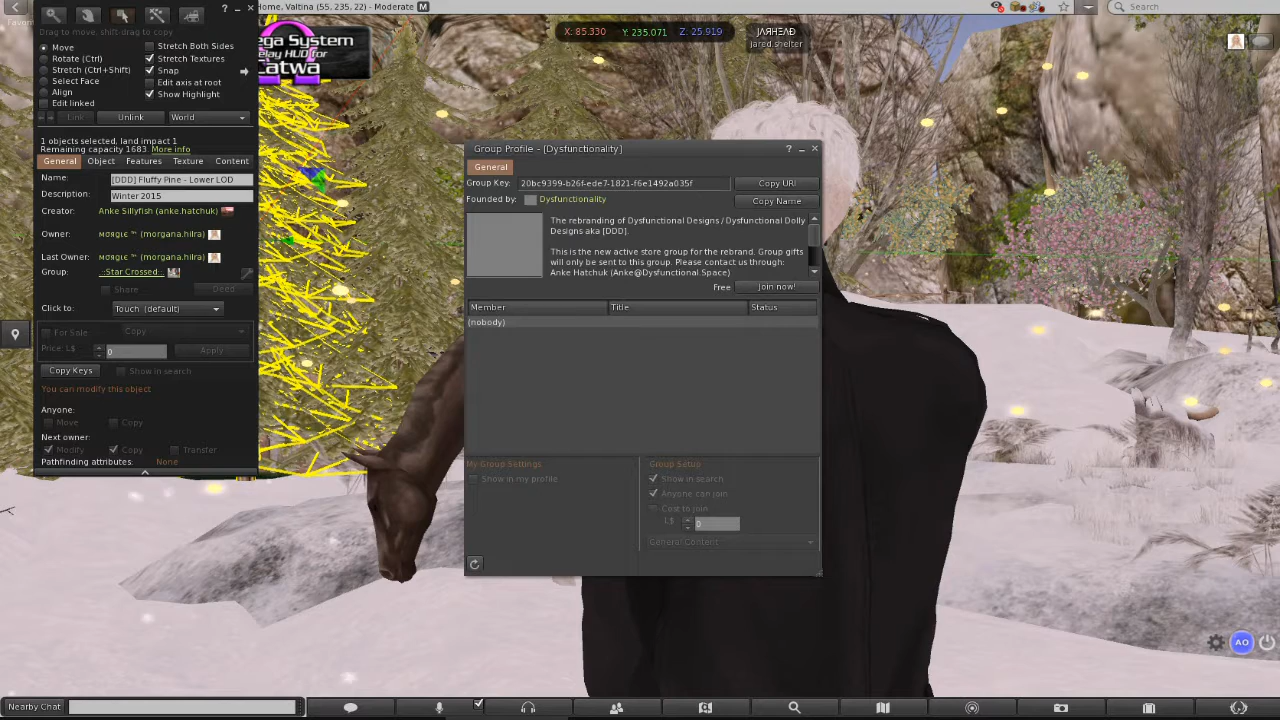 Home, Valtina (55, 235, 22) - Moderate M
Search
Drag to move, shift-drag to copy
Move
Rotate (Ctrl)
Stretch (Ctrl+Shift)
Select Face
Align
Edit linked
Stretch Both Sides
Stretch Textures
Snap
Edit axis at root
Show Highlight
Link
Unlink
World
1 objects selected, land impact 1
Remaining capacity 1683. More info
General Object Features Texture Content
Name: [DDD] Fluffy Pine - Lower LOD
Description: Winter 2015
Creator: Anke Sillyfish (anke.hatchuk)
Owner: (morgana.hilra)
Last Owner: (morgana.hilra)
Group: .:Star Crossed:.
Share
Deed
Click to: Touch (default)
For Sale
Copy
Price: L$ 0
Apply
Copy Keys
Show in search
You can modify this object
Anyone:
Move
Copy
Next owner:
Modify
Copy
Transfer
Pathfinding attributes: None
ega System
elay HUD for
Catwa
X: 85.330 Y: 235.071 Z: 25.919
jared.shelter
Group Profile - [Dysfunctionality]
General
Group Key: 20bc9399-b26f-ede7-1821-f6e1492a035f
Copy URI
Founded by: Dysfunctionality
Copy Name
The rebranding of Dysfunctional Designs / Dysfunctional Dolly
Designs aka [DDD].
This is the new active store group for the rebrand. Group gifts
will only be sent to this group. Please contact us through:
Anke Hatchuk (Anke@Dysfunctional.Space)
Free
Join now!
Member Title Status
(nobody)
My Group Settings
Show in my profile
Group Setup
Show in search
Anyone can join
Cost to join
L$ 0
General Content
AO
Nearby Chat